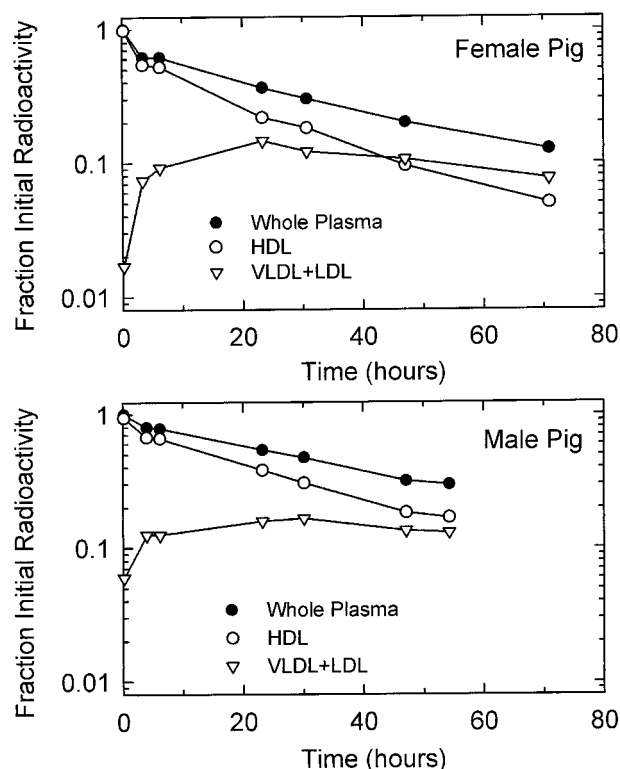 Fraction Initial Radioactivity
1
0.1
0.01
Female Pig
Whole Plasma
HDL
VLDL+LDL
0 20 40 60 80
Time (hours)
Fraction Initial Radioactivity
1
0.1
0.01
Male Pig
Whole Plasma
HDL
VLDL+LDL
0 20 40 60 80
Time (hours)